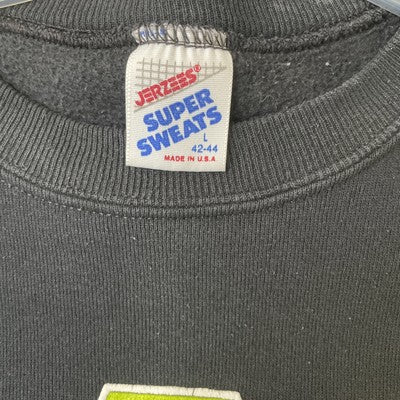 JERZEES®
SUPER
SWEATS
L
42-44
MADE IN U.S.A